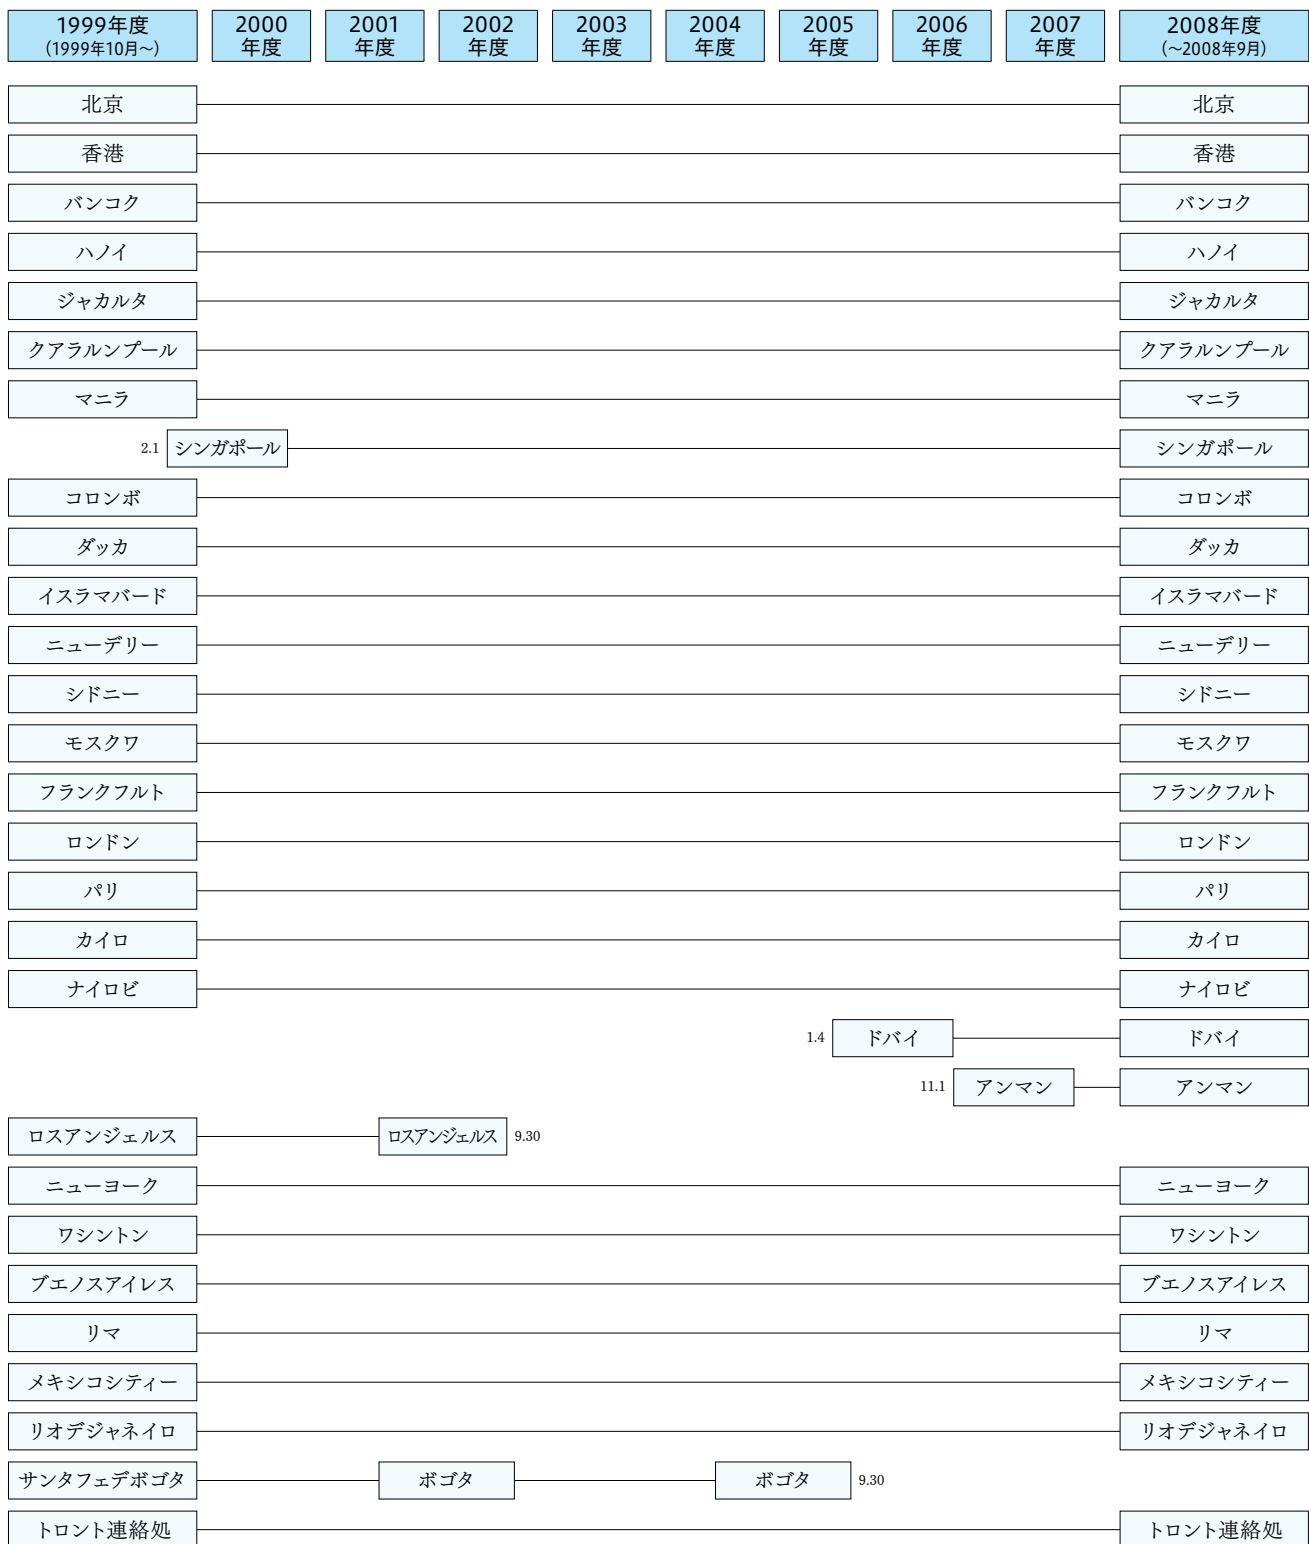 1999年度 2000 2001 2002 2003 2004 2005 2006 2007 2008年度
(1999年10月〜) 年度 年度 年度 年度 年度 年度 年度 年度 (〜2008年9月)
北京 北京
香港 香港
バンコク バンコク
ハノイ ハノイ
ジャカルタ ジャカルタ
クアラルンプール クアラルンプール
マニラ マニラ
2.1 シンガポール シンガポール
コロンボ コロンボ
ダッカ ダッカ
イスラマバード イスラマバード
ニューデリー ニューデリー
シドニー シドニー
モスクワ モスクワ
フランクフルト フランクフルト
ロンドン ロンドン
パリ パリ
カイロ カイロ
ナイロビ ナイロビ
1.4 ドバイ ドバイ
11.1 アンマン アンマン
ロスアンジェルス ロスアンジェルス 9.30
ニューヨーク ニューヨーク
ワシントン ワシントン
ブエノスアイレス ブエノスアイレス
リマ リマ
メキシコシティー メキシコシティー
リオデジャネイロ リオデジャネイロ
サンタフェデボゴタ ボゴタ ボゴタ 9.30
トロント連絡処 トロント連絡処